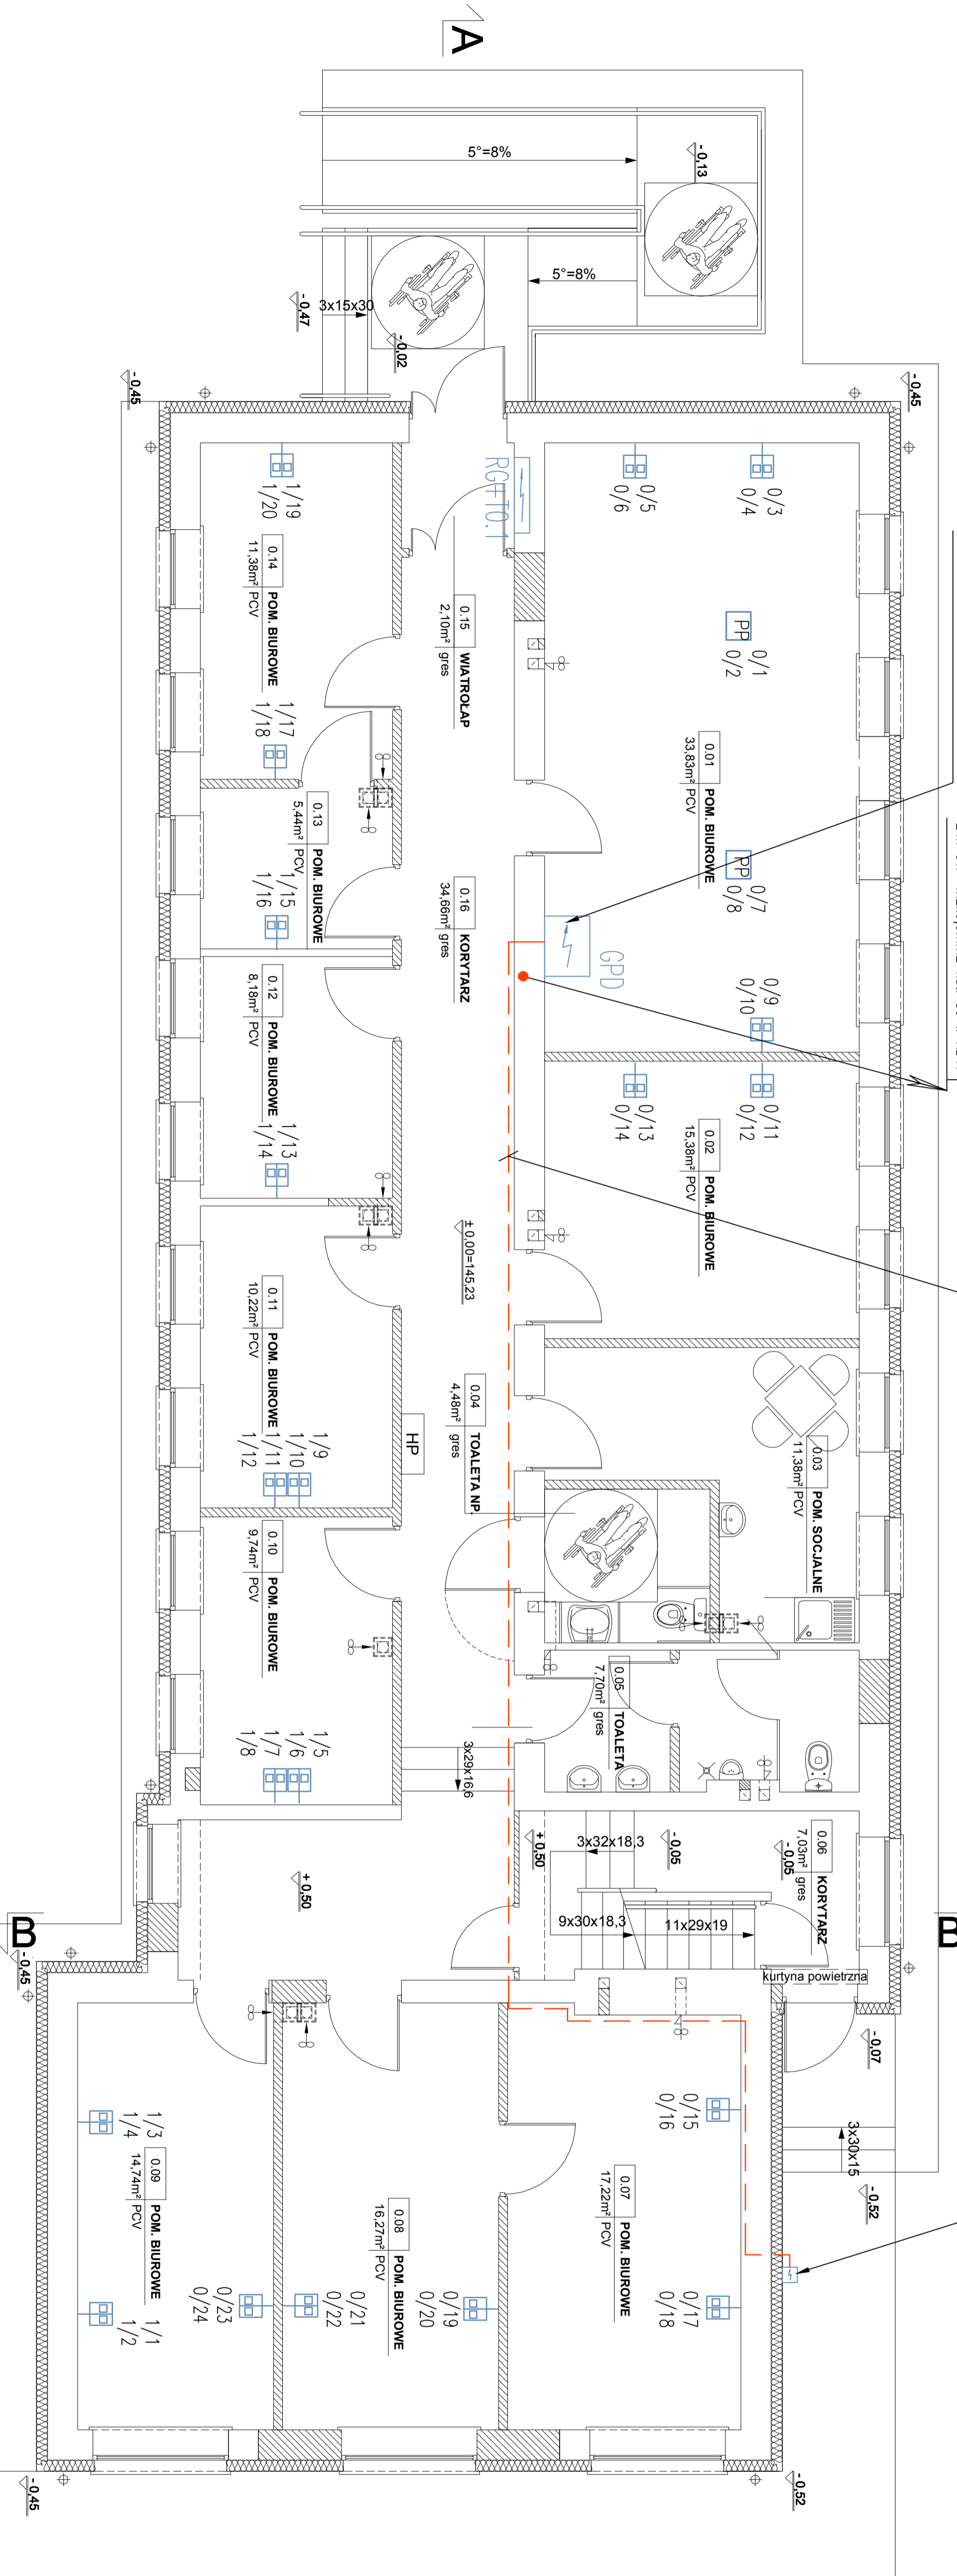 A
5°=8%
- 0,13
5°=8%
3x15x30
- 0,47
- 0,02
- 0,45
- 0,45
RG+T0.1
0/5
0/6
0/3
0/4
1/19
1/20
0.14 POM. BIUROWE
11,38m² PCV
0.15 WIATROŁAP
2,10m² gres
PP 0/1
0/2
0.01 POM. BIUROWE
33,83m² PCV
1/17
1/18
0.13 POM. BIUROWE
5,44m² PCV
1/15
1/16
0.16 KORYTARZ
34,66m² gres
PP 0/7
0/8
GPD
0/9
0/10
0.12 POM. BIUROWE
8,18m² PCV
1/13
1/14
0/13
0/14
0/11
0/12
0.02 POM. BIUROWE
15,38m² PCV
± 0,00=145,23
0.11 POM. BIUROWE
10,22m² PCV
1/9
1/10
1/11
1/12
HP
0.04 TOALETA NP.
4,48m² gres
0.03 POM. SOCJALNE
11,38m² PCV
0.10 POM. BIUROWE
9,74m² PCV
1/5
1/6
1/7
1/8
0.05 TOALETA
7,70m² gres
3x29x16,6
+ 0,50
3x32x18,3
- 0,05
0.06 KORYTARZ
7,03m² gres
- 0,05
+ 0,50
9x30x18,3
11x29x19
B
B
kurtyna powietrzna
- 0,45
- 0,07
3x30x15
- 0,52
0/15
0/16
1/3
1/4
0.09 POM. BIUROWE
14,74m² PCV
0.08 POM. BIUROWE
16,27m² PCV
0.07 POM. BIUROWE
17,22m² PCV
1/1
1/2
0/23
0/24
0/21
0/22
0/19
0/20
0/17
0/18
- 0,45
- 0,52